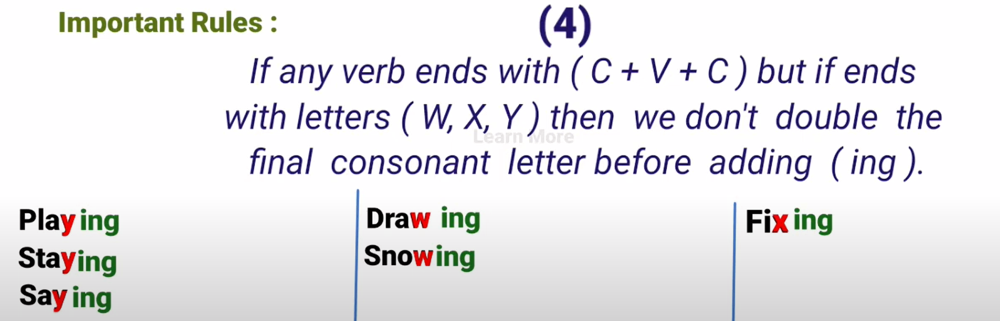 Important Rules :
(4)
If any verb ends with ( C + V + C ) but if ends
with letters ( W, X, Y ) then we don't double the
Learn More
final consonant letter before adding ( ing ).
Play ing
Staying
Say ing
Draw ing
Snowing
Fix ing